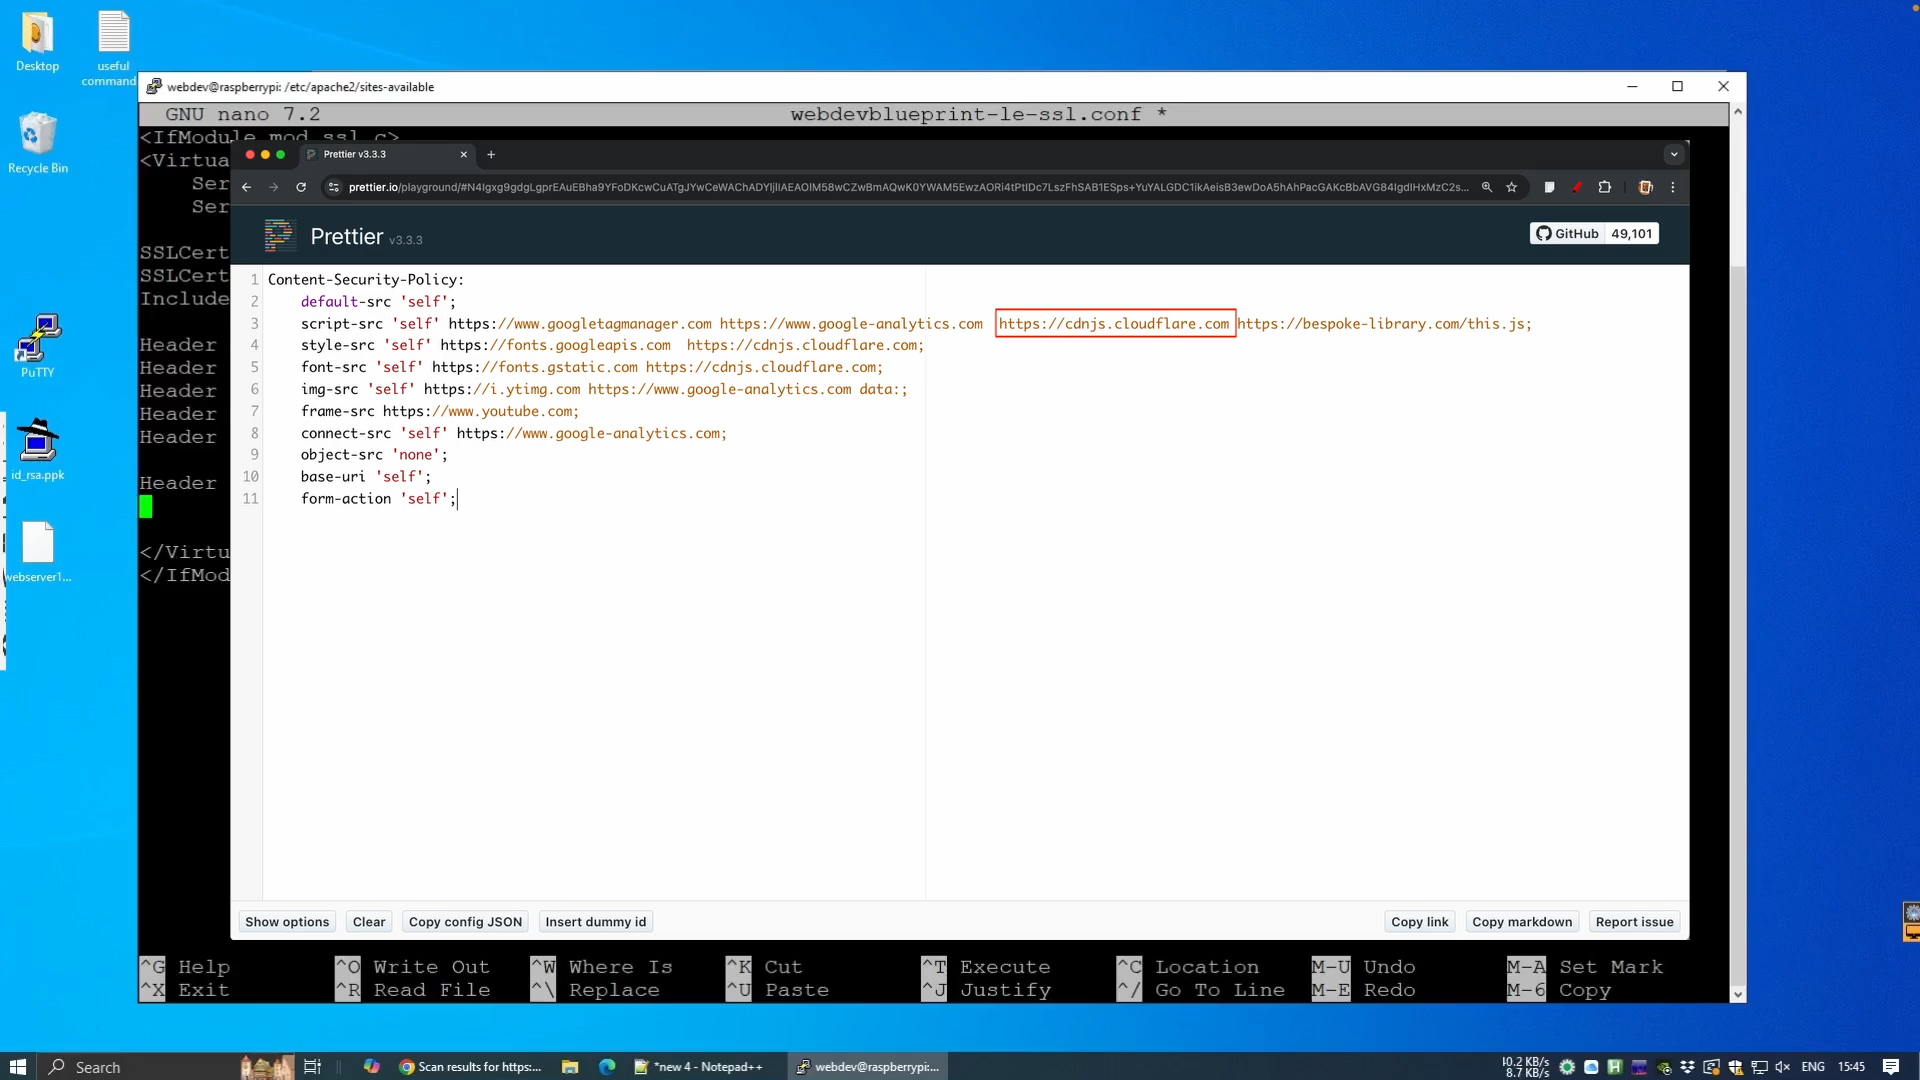 Desktop
useful
command
Recycle Bin
PuTTY
id_rsa.ppk
webserver1...
webdev@raspberrypi: /etc/apache2/sites-available
GNU nano 7.2 webdevblueprint-le-ssl.conf *
<IfModule mod_ssl.c>
<Virtua
Ser
Ser
SSLCert
SSLCert
Include
Header
Header
Header
Header
Header
Header
</Virtu
</IfMod
Prettier v3.3.3
Prettier v3.3.3
GitHub 49,101
1 Content-Security-Policy:
2 default-src 'self';
3 script-src 'self' https://www.googletagmanager.com https://www.google-analytics.com https://cdnjs.cloudflare.com https://bespoke-library.com/this.js;
4 style-src 'self' https://fonts.googleapis.com https://cdnjs.cloudflare.com;
5 font-src 'self' https://fonts.gstatic.com https://cdnjs.cloudflare.com;
6 img-src 'self' https://i.ytimg.com https://www.google-analytics.com data:;
7 frame-src https://www.youtube.com;
8 connect-src 'self' https://www.google-analytics.com;
9 object-src 'none';
10 base-uri 'self';
11 form-action 'self';
Show options Clear Copy config JSON Insert dummy id Copy link Copy markdown Report issue
^G Help ^O Write Out ^W Where Is ^K Cut ^T Execute ^C Location M-U Undo M-A Set Mark
^X Exit ^R Read File ^\ Replace ^U Paste ^J Justify ^/ Go To Line M-E Redo M-6 Copy
Search
Scan results for https:...
*new 4 - Notepad++
webdev@raspberrypi:...
8.7 KB/s
ENG 15:45